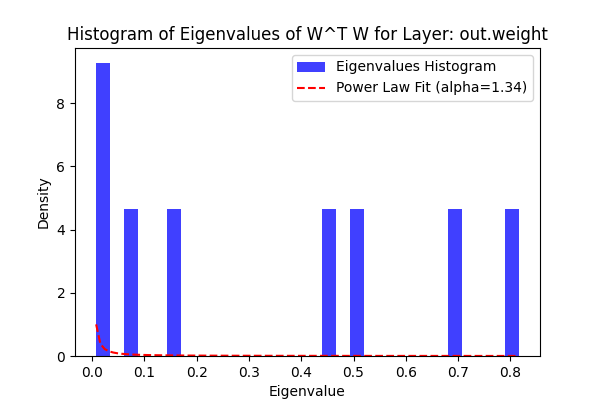 Histogram of Eigenvalues of W^T W for Layer: out.weight
Eigenvalues Histogram
Power Law Fit (alpha=1.34)
Density
8
6
4
2
0
0.0 0.1 0.2 0.3 0.4 0.5 0.6 0.7 0.8
Eigenvalue